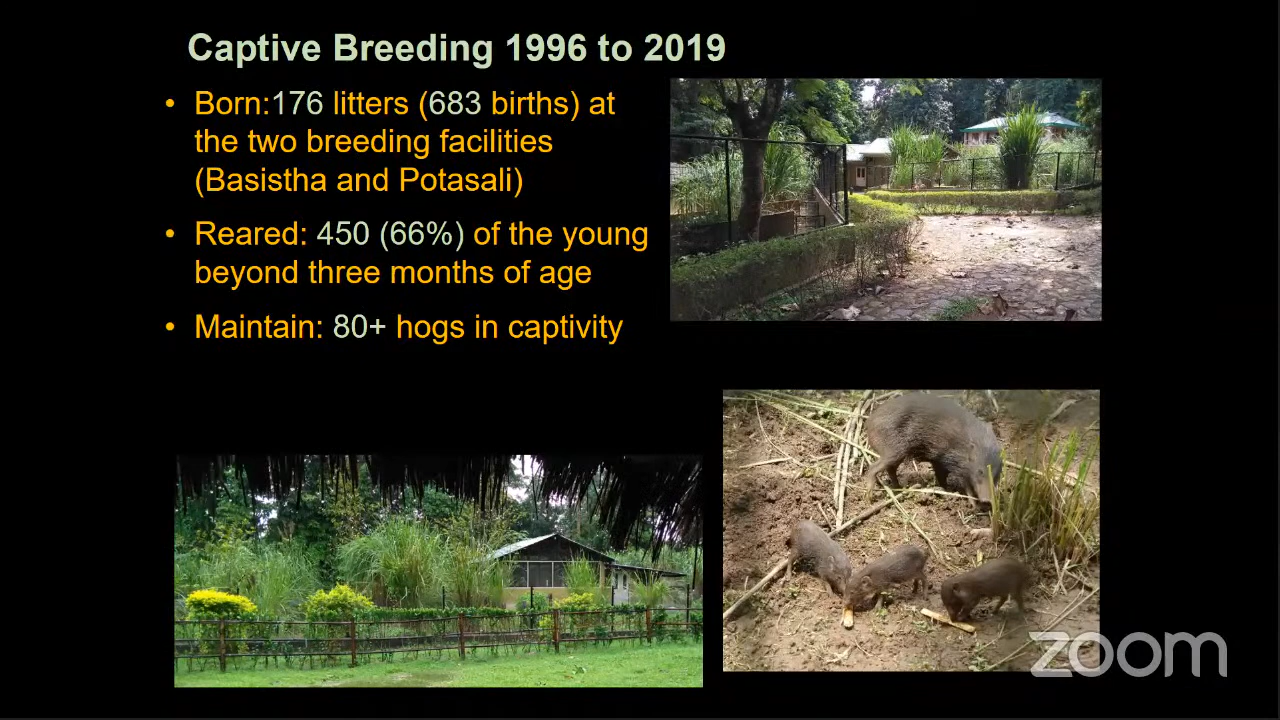 Captive Breeding 1996 to 2019
• Born:176 litters (683 births) at
the two breeding facilities
(Basistha and Potasali)
• Reared: 450 (66%) of the young
beyond three months of age
• Maintain: 80+ hogs in captivity
zoom